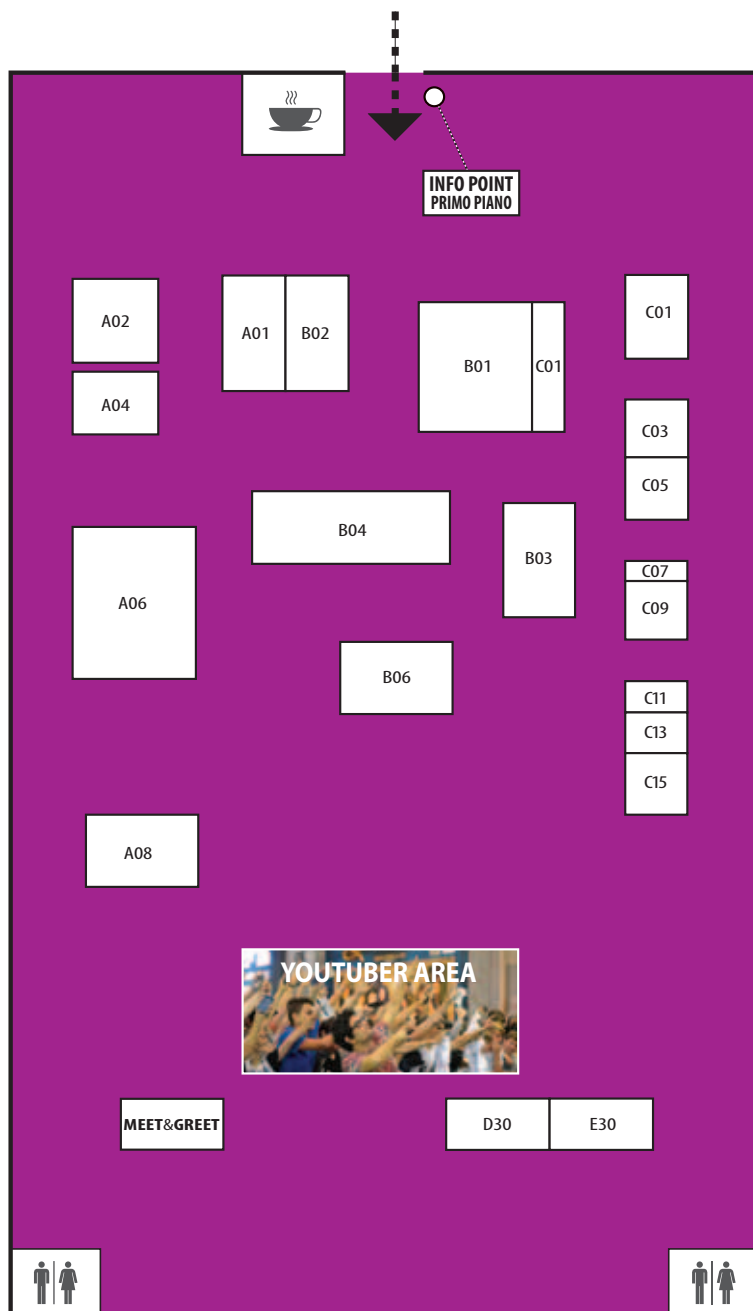 INFO POINT
PRIMO PIANO
A02
A01
B02
B01
C01
C01
A04
C03
C05
B04
B03
A06
C07
C09
B06
C11
C13
C15
A08
YOUTUBER AREA
MEET&GREET
D30
E30